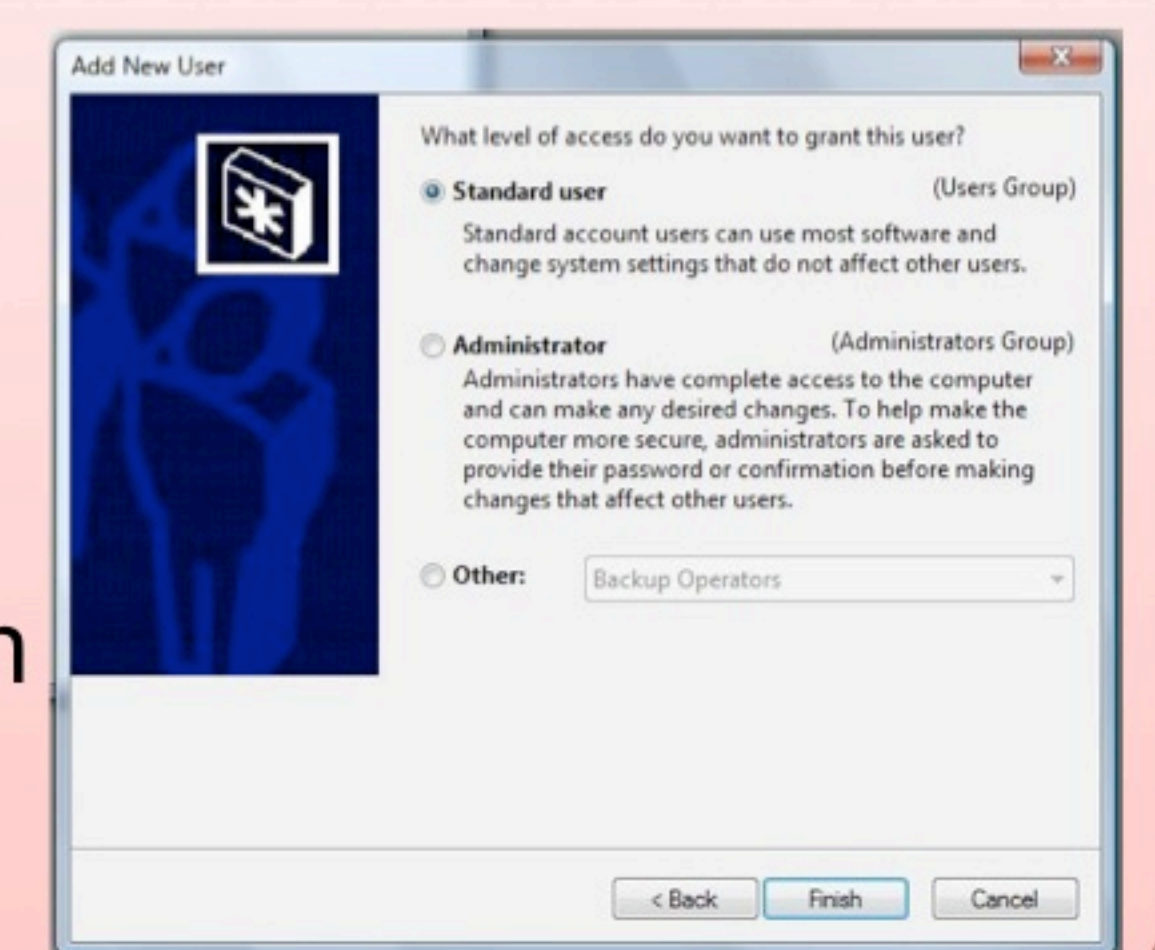 Add New User
What level of access do you want to grant this user?
Standard user (Users Group)
Standard account users can use most software and
change system settings that do not affect other users.
Administrator (Administrators Group)
Administrators have complete access to the computer
and can make any desired changes. To help make the
computer more secure, administrators are asked to
provide their password or confirmation before making
changes that affect other users.
Other: Backup Operators
n
< Back Finish Cancel